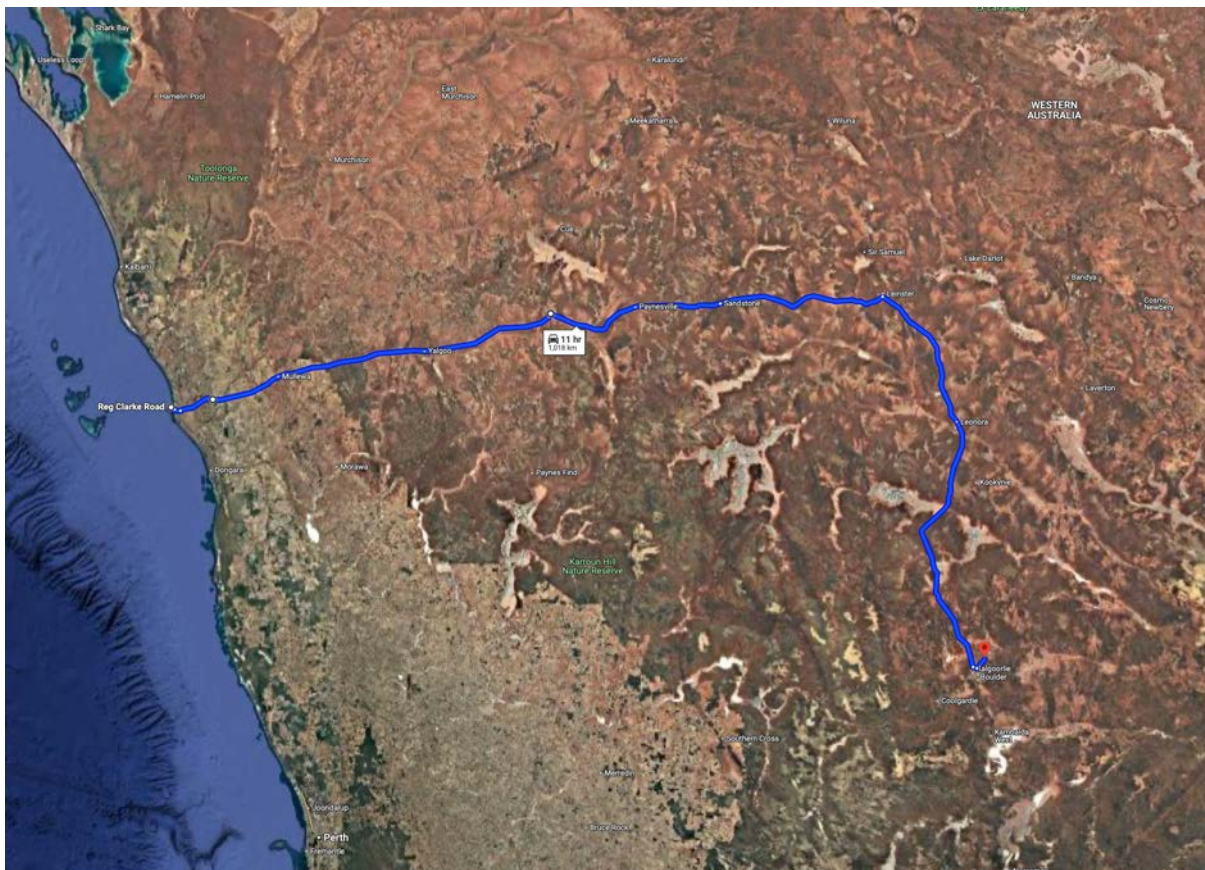 Shark Bay
Useless Loop
Hamelin Pool
East
Murchison
Karalundi
Meekatharra
Wiluna
WESTERN
AUSTRALIA
Murchison
Toolonga
Nature Reserve
Kalbarri
Cue
Sir Samuel
Lake Darlot
Bandya
Cosmo
Newbery
Leinster
Paynesville
Sandstone
11 hr
1,018 km
Yalgoo
Mullewa
Reg Clarke Road
Laverton
Leonora
Dongara
Morawa
Paynes Find
Kookynie
Karroun Hill
Nature Reserve
Kalgoorlie
Boulder
Coolgardie
Kambalda
West
Southern Cross
Merredin
Bruce Rock
Joondalup
Perth
Fremantle